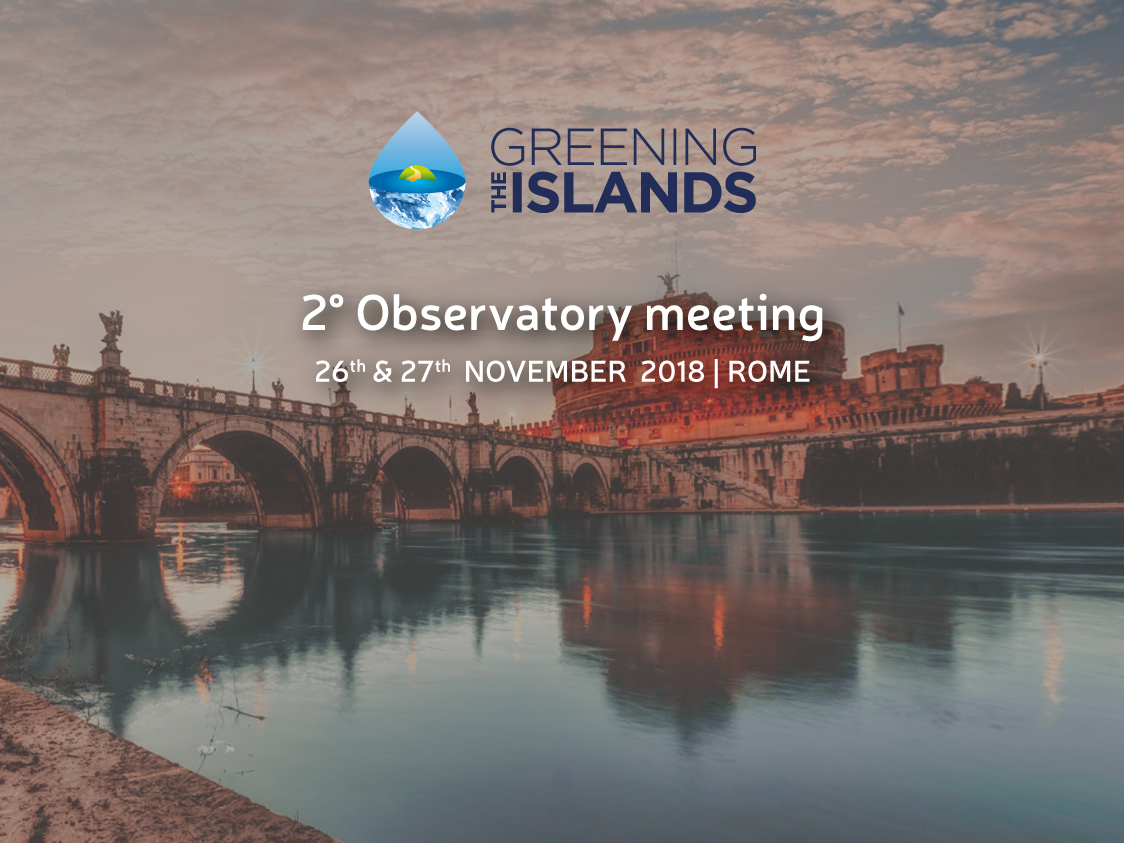 GREENING
THE ISLANDS
2° Observatory meeting
26th & 27th NOVEMBER 2018 | ROME